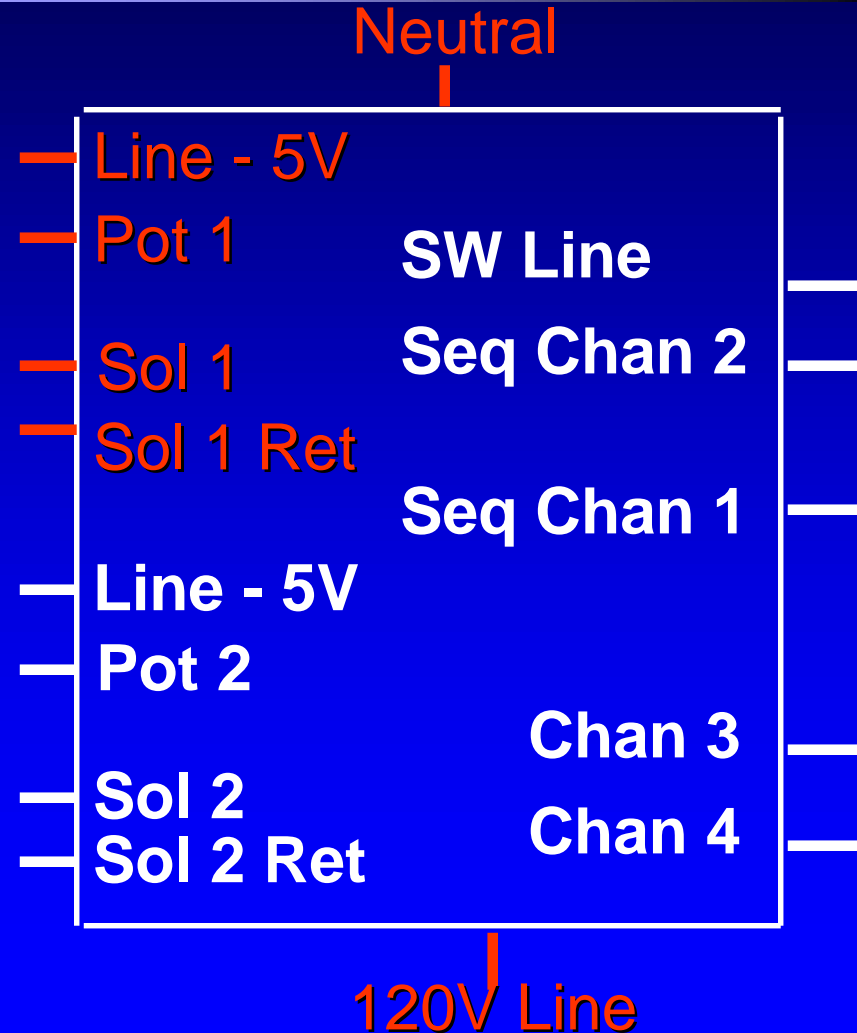 Neutral
Line - 5V
Pot 1
SW Line
Seq Chan 2
Sol 1
Sol 1 Ret
Seq Chan 1
Line - 5V
Pot 2
Chan 3
Sol 2
Chan 4
Sol 2 Ret
120V Line